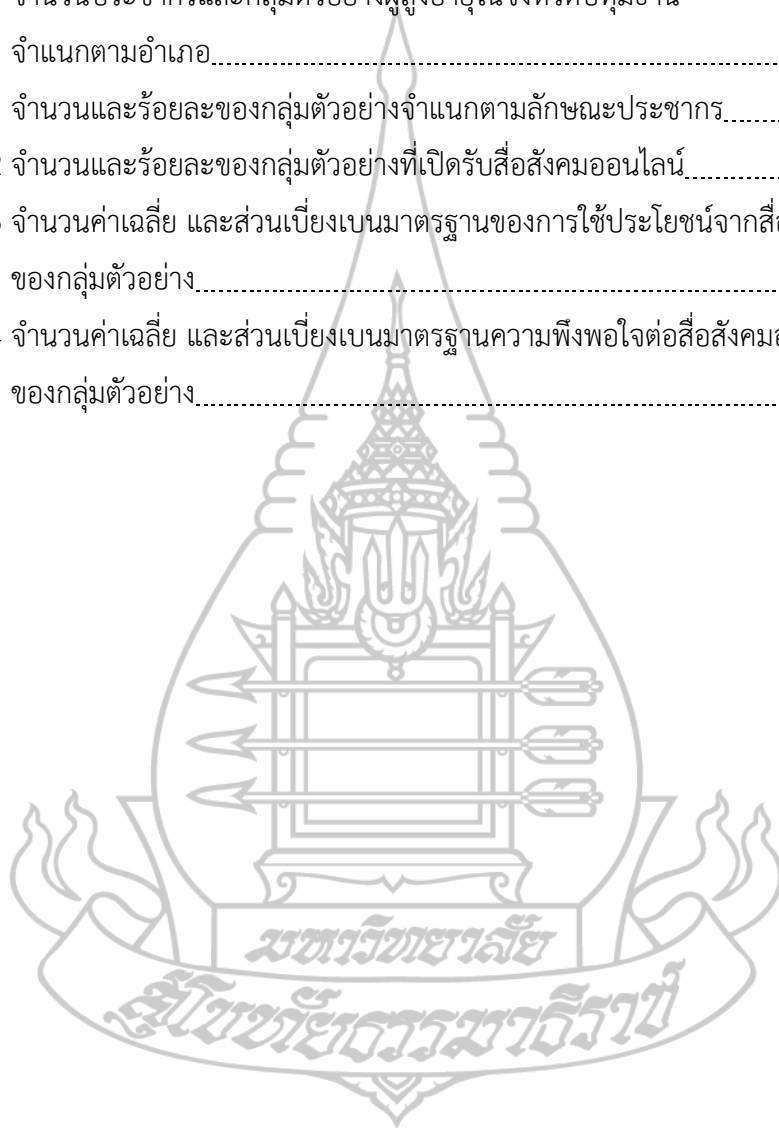 จำแนกตามอำเภอ
จำนวนและร้อยละของกลุ่มตัวอย่างจำแนกตามลักษณะประชากร
จำนวนและร้อยละของกลุ่มตัวอย่างที่เปิดรับสื่อสังคมออนไลน์
จำนวนค่าเฉลี่ย และส่วนเบี่ยงเบนมาตรฐานของการใช้ประโยชน์จากสื่อ
ของกลุ่มตัวอย่าง
จำนวนค่าเฉลี่ย และส่วนเบี่ยงเบนมาตรฐานความพึงพอใจต่อสื่อสังคม
ของกลุ่มตัวอย่าง
มหาวิทยาลัย
สุโขทัยธรรมาธิราช